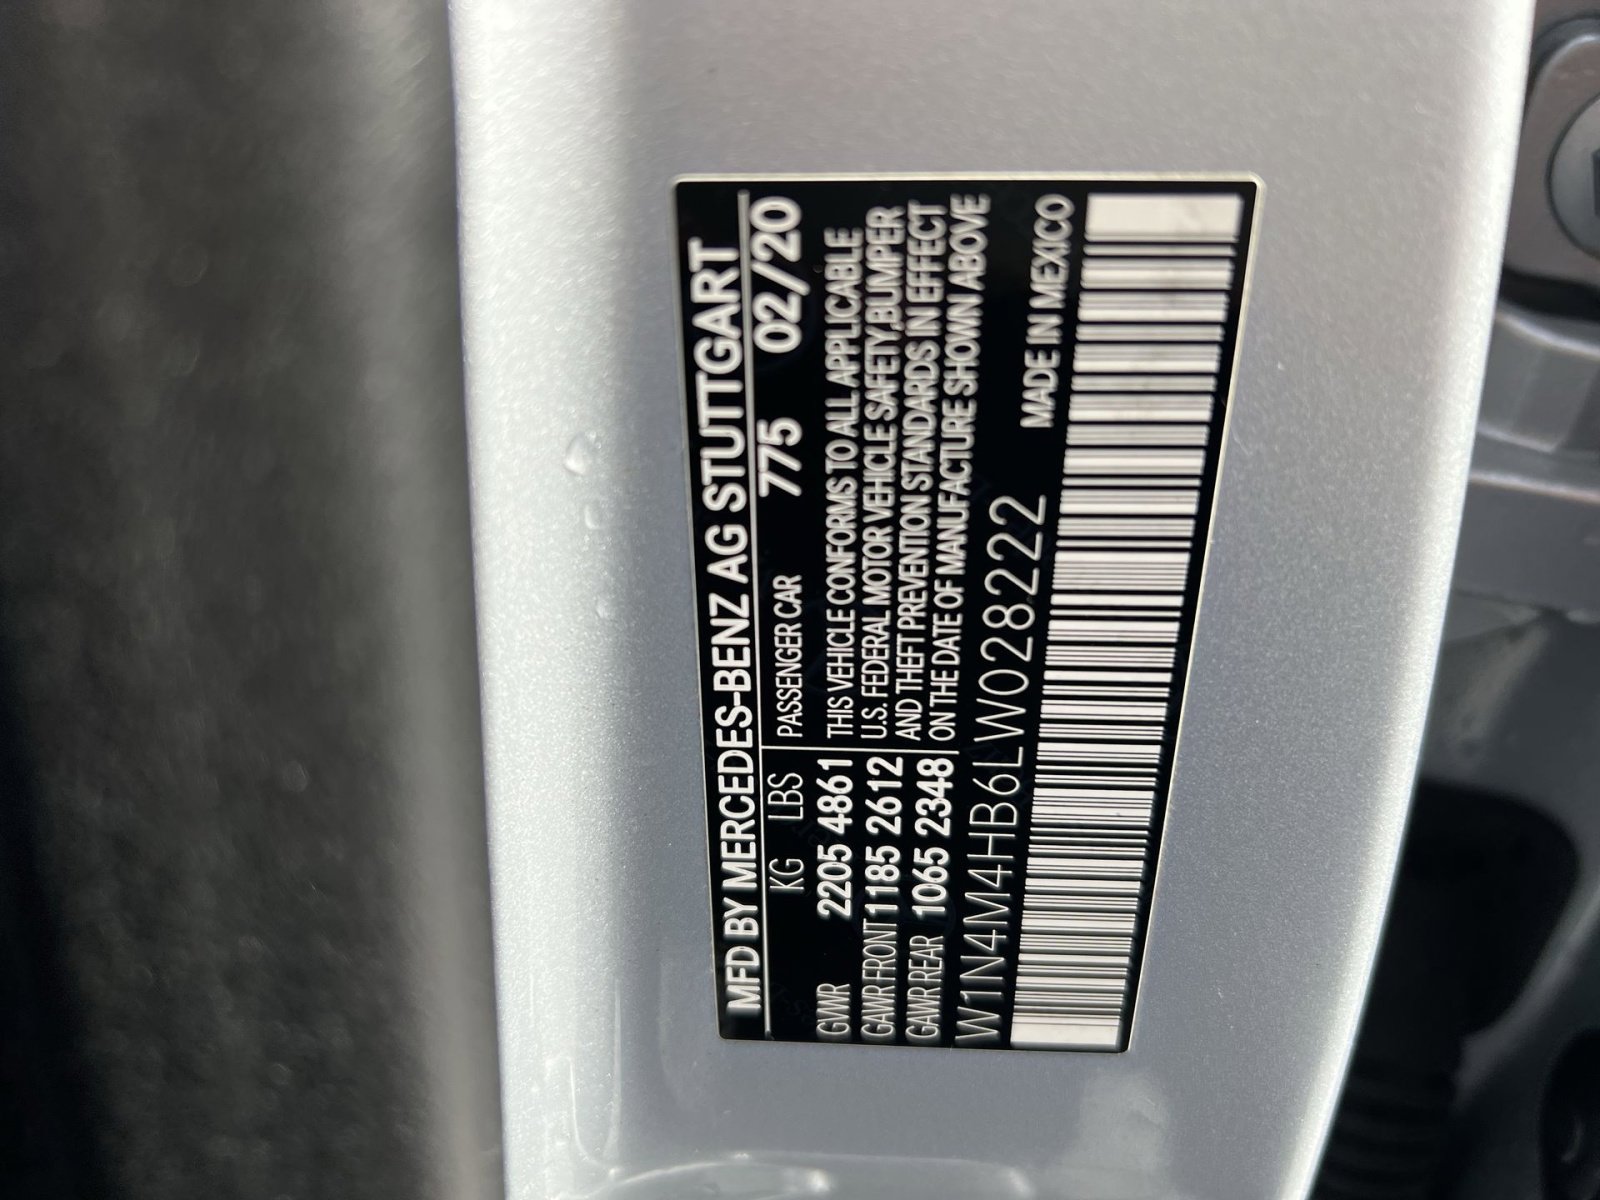 MFD BY MERCEDES-BENZ AG STUTTGART
KG LBS PASSENGER CAR 775 02/20
GVWR 2205 4861 THIS VEHICLE CONFORMS TO ALL APPLICABLE
GAWR FRONT 1185 2612 U.S. FEDERAL MOTOR VEHICLE SAFETY,BUMPER
GAWR REAR 1065 2348 AND THEFT PREVENTION STANDARDS IN EFFECT
ON THE DATE OF MANUFACTURE SHOWN ABOVE
W1N4M4HB6LW028222 MADE IN MEXICO